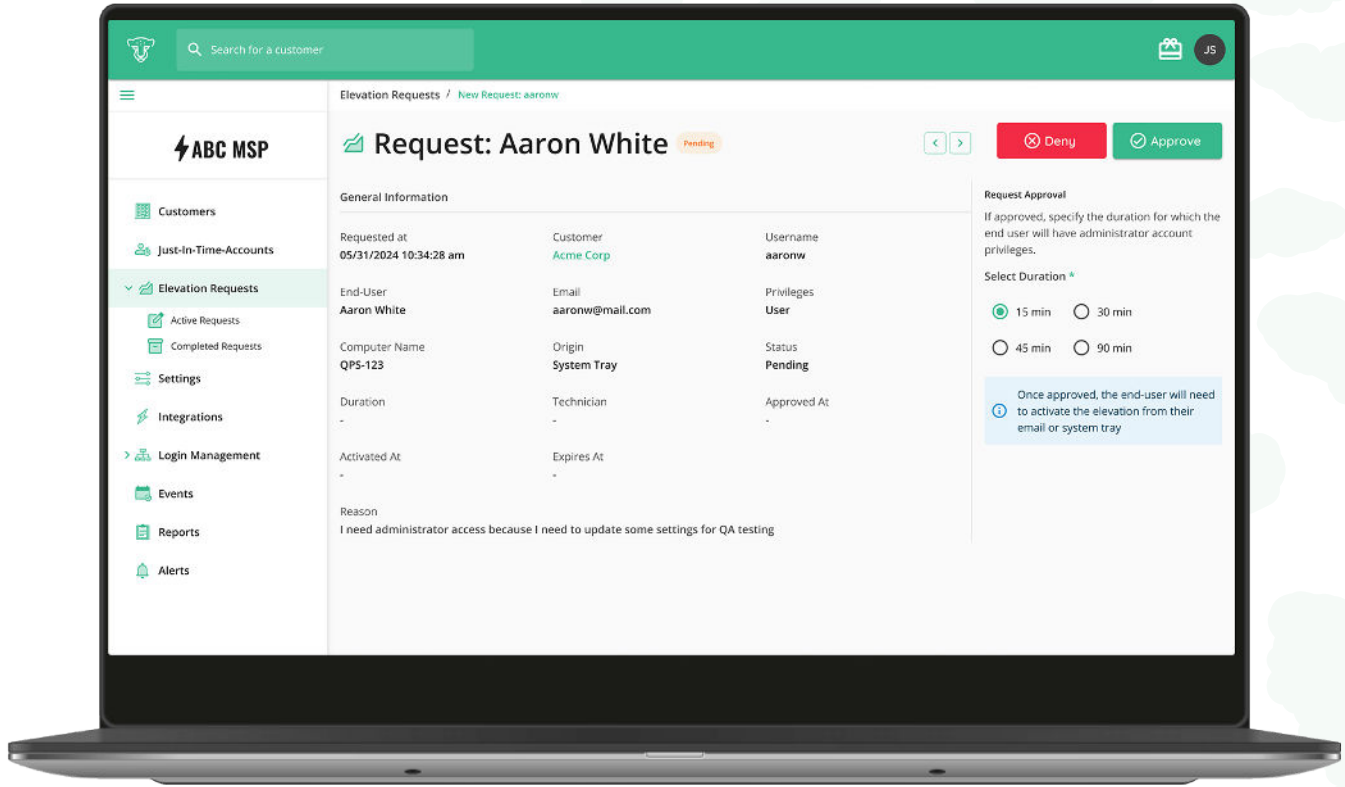 Search for a customer
JS
Elevation Requests / New Request: aaronw
ABC MSP
Customers
Just-In-Time-Accounts
Elevation Requests
Active Requests
Completed Requests
Settings
Integrations
Login Management
Events
Reports
Alerts
Request: Aaron White
Pending
Deny
Approve
General Information
Requested at
05/31/2024 10:34:28 am
Customer
Acme Corp
Username
aaronw
End-User
Aaron White
Email
aaronw@mail.com
Privileges
User
Computer Name
QPS-123
Origin
System Tray
Status
Pending
Duration
-
Technician
-
Approved At
-
Activated At
-
Expires At
-
Reason
I need administrator access because I need to update some settings for QA testing
Request Approval
If approved, specify the duration for which the
end user will have administrator account
privileges.
Select Duration *
15 min
30 min
45 min
90 min
Once approved, the end-user will need
to activate the elevation from their
email or system tray